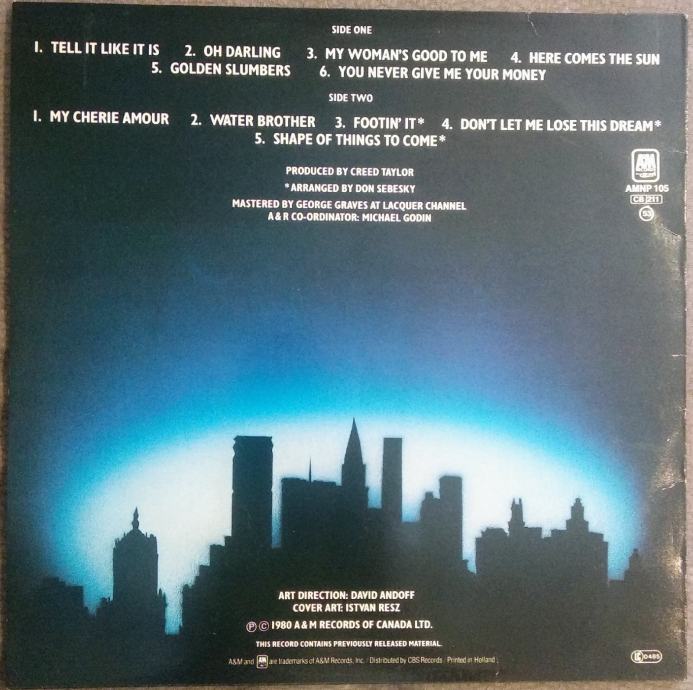 SIDE ONE
1. TELL IT LIKE IT IS 2. OH DARLING 3. MY WOMAN'S GOOD TO ME 4. HERE COMES THE SUN
5. GOLDEN SLUMBERS 6. YOU NEVER GIVE ME YOUR MONEY
SIDE TWO
1. MY CHERIE AMOUR 2. WATER BROTHER 3. FOOTIN' IT* 4. DON'T LET ME LOSE THIS DREAM*
5. SHAPE OF THINGS TO COME*
PRODUCED BY CREED TAYLOR
*ARRANGED BY DON SEBESKY
MASTERED BY GEORGE GRAVES AT LACQUER CHANNEL
A & R CO-ORDINATOR: MICHAEL GODIN
A&M
AMNP 105
CB 211
53
ART DIRECTION: DAVID ANDOFF
COVER ART: ISTVAN RESZ
Ⓟ © 1980 A & M RECORDS OF CANADA LTD.
THIS RECORD CONTAINS PREVIOUSLY RELEASED MATERIAL.
A&M and A&M are trademarks of A&M Records, Inc. / Distributed by CBS Records / Printed in Holland
0485